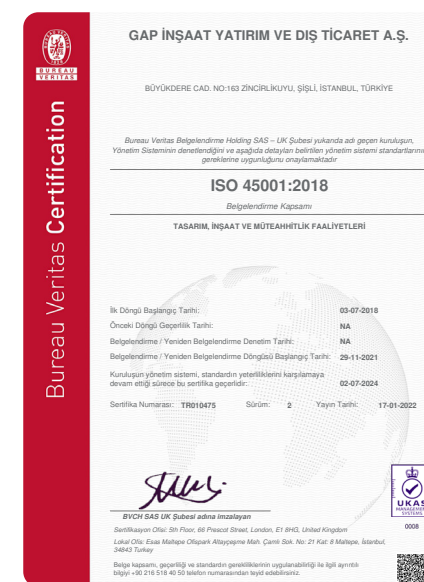 GAP İNŞAAT YATIRIM VE DIŞ TİCARET A.Ş.
BUREAU
VERITAS
BÜYÜKDERE CAD. NO:163 ZİNCİRLİKUYU, ŞİŞLİ, İSTANBUL, TÜRKİYE
Bureau Veritas Certification
Bureau Veritas Belgelendirme Holding SAS – UK Şubesi yukarıda adı geçen kuruluşun,
Yönetim Sisteminin denetlendiğini ve aşağıda detayları belirtilen yönetim sistemi standartlarının
gereklerine uygunluğunu onaylamaktadır
ISO 45001:2018
Belgelendirme Kapsamı
TASARIM, İNŞAAT VE MÜTEAHHİTLİK FAALİYETLERİ
İlk Döngü Başlangıç Tarihi: 03-07-2018
Önceki Döngü Geçerlilik Tarihi: NA
Belgelendirme / Yeniden Belgelendirme Denetim Tarihi: NA
Belgelendirme / Yeniden Belgelendirme Döngüsü Başlangıç Tarihi: 29-11-2021
Kuruluşun yönetim sistemi, standardın yeterliliklerini karşılamaya
devam ettiği sürece bu sertifika geçerlidir: 02-07-2024
Sertifika Numarası: TR010475 Sürüm: 2 Yayın Tarihi: 17-01-2022
BVCH SAS UK Şubesi adına imzalayan
UKAS
MANAGEMENT
SYSTEMS
0008
Sertifikasyon Ofisi: 5th Floor, 66 Prescot Street, London, E1 8HG, United Kingdom
Lokal Ofis: Esas Maltepe Ofispark Altayçeşme Mah. Çamlı Sok. No: 21 Kat: 8 Maltepe, İstanbul,
34843 Turkey
Belge kapsamı, geçerliliği ve standardın gerekliliklerinin uygulanabilirliği ile ilgili ayrıntılı
bilgiyi +90 216 518 40 50 telefon numarasından teyid edebilirsiniz.